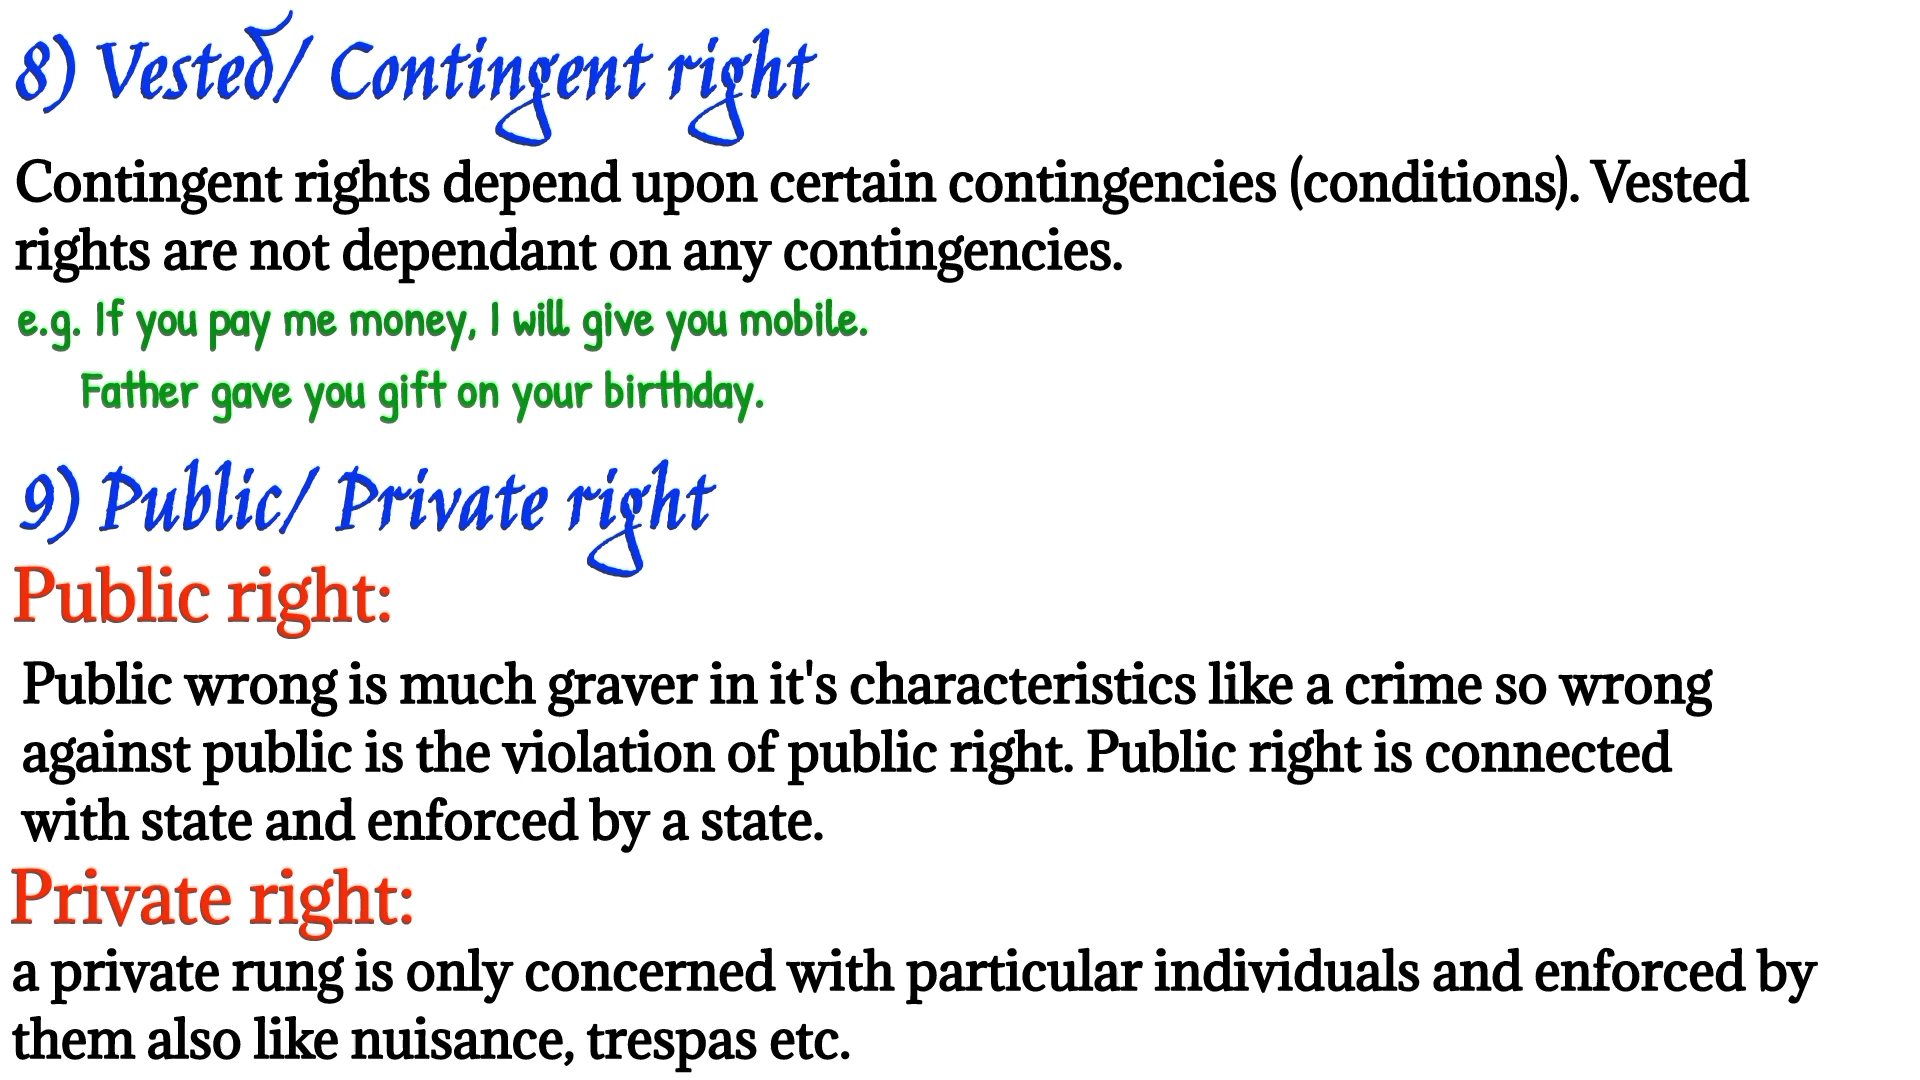 8) Vested/ Contingent right
Contingent rights depend upon certain contingencies (conditions). Vested
rights are not dependant on any contingencies.
e.g. If you pay me money, I will give you mobile.
Father gave you gift on your birthday.
9) Public/ Private right
Public right:
Public wrong is much graver in it's characteristics like a crime so wrong
against public is the violation of public right. Public right is connected
with state and enforced by a state.
Private right:
a private rung is only concerned with particular individuals and enforced by
them also like nuisance, trespas etc.